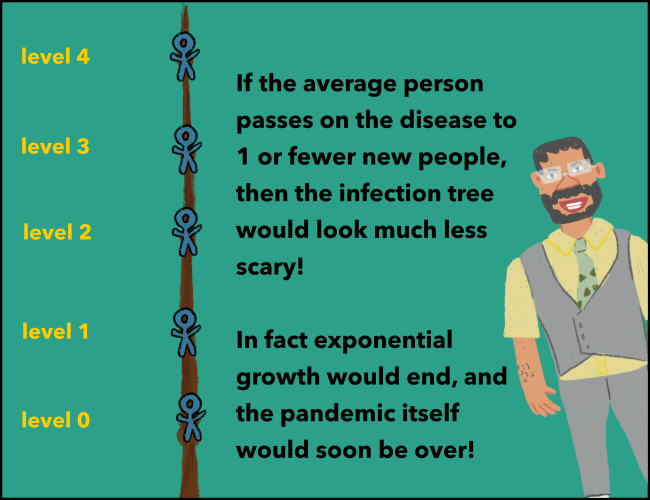 level 4
level 3
level 2
level 1
level 0
If the average person
passes on the disease to
1 or fewer new people,
then the infection tree
would look much less
scary!
In fact exponential
growth would end, and
the pandemic itself
would soon be over!